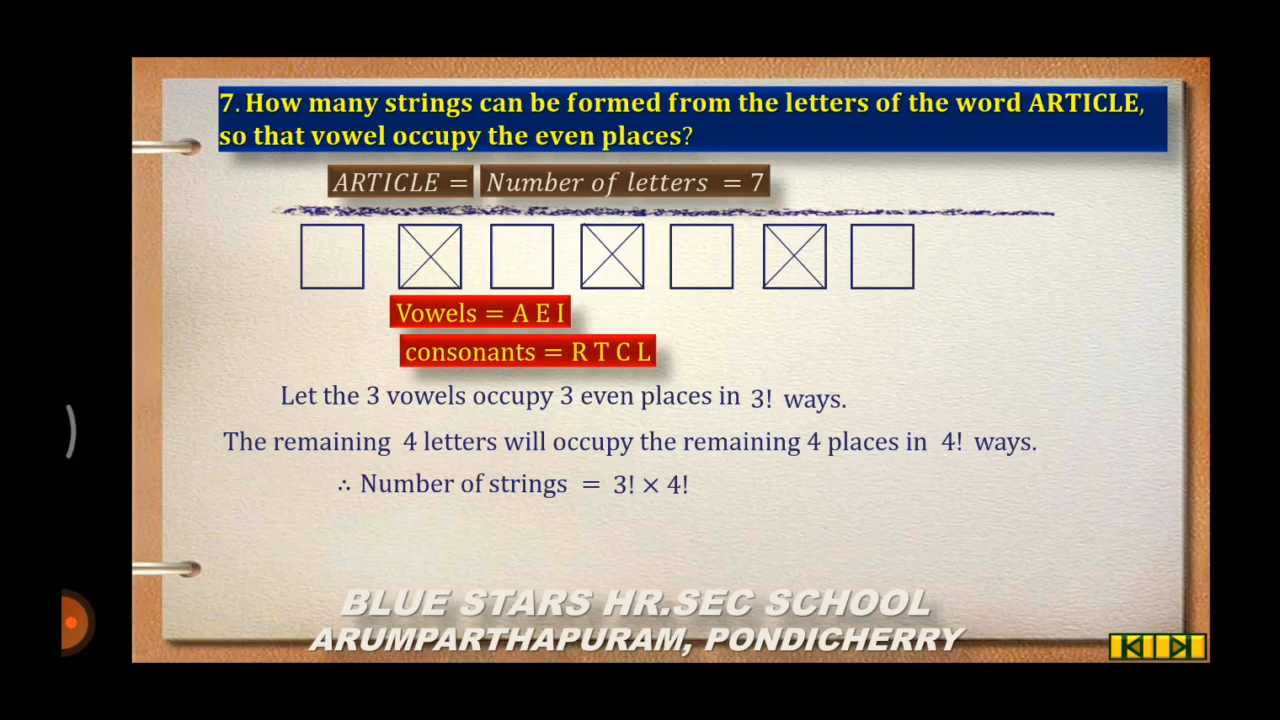 7. How many strings can be formed from the letters of the word ARTICLE,
so that vowel occupy the even places?
ARTICLE = Number of letters = 7
Vowels = A E I
consonants = R T C L
Let the 3 vowels occupy 3 even places in 3! ways.
The remaining 4 letters will occupy the remaining 4 places in 4! ways.
∴ Number of strings = 3! × 4!
BLUE STARS HR.SEC SCHOOL
ARUMPARTHAPURAM, PONDICHERRY